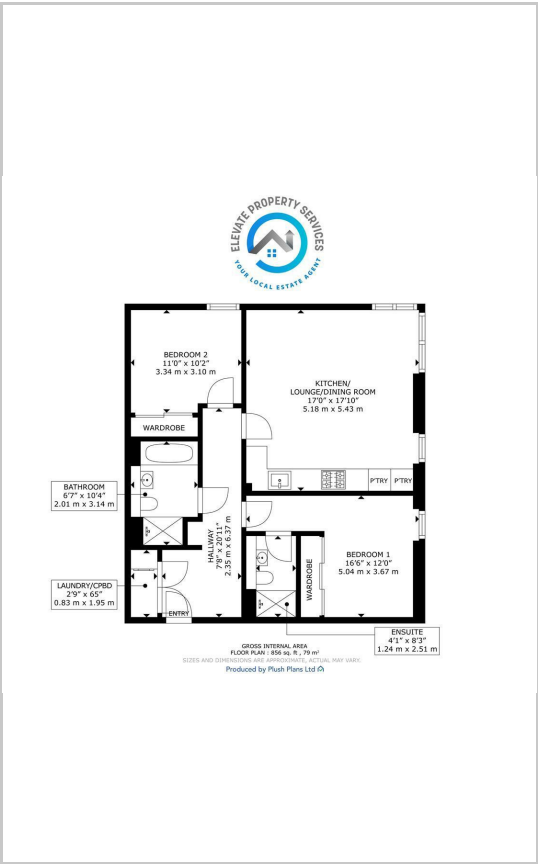 ELEVATE PROPERTY SERVICES
YOUR LOCAL ESTATE AGENT
BEDROOM 2
11'0" x 10'2"
3.34 m x 3.10 m
KITCHEN/
LOUNGE/DINING ROOM
17'0" x 17'10"
5.18 m x 5.43 m
WARDROBE
P'TRY
P'TRY
BATHROOM
6'7" x 10'4"
2.01 m x 3.14 m
HALLWAY
7'8" x 20'11"
2.35 m x 6.37 m
BEDROOM 1
16'6" x 12'0"
5.04 m x 3.67 m
WARDROBE
LAUNDRY/CPBD
2'9" x 65"
0.83 m x 1.95 m
ENTRY
ENSUITE
4'1" x 8'3"
1.24 m x 2.51 m
GROSS INTERNAL AREA
FLOOR PLAN : 856 sq. ft , 79 m²
SIZES AND DIMENSIONS ARE APPROXIMATE, ACTUAL MAY VARY.
Produced by Plush Plans Ltd